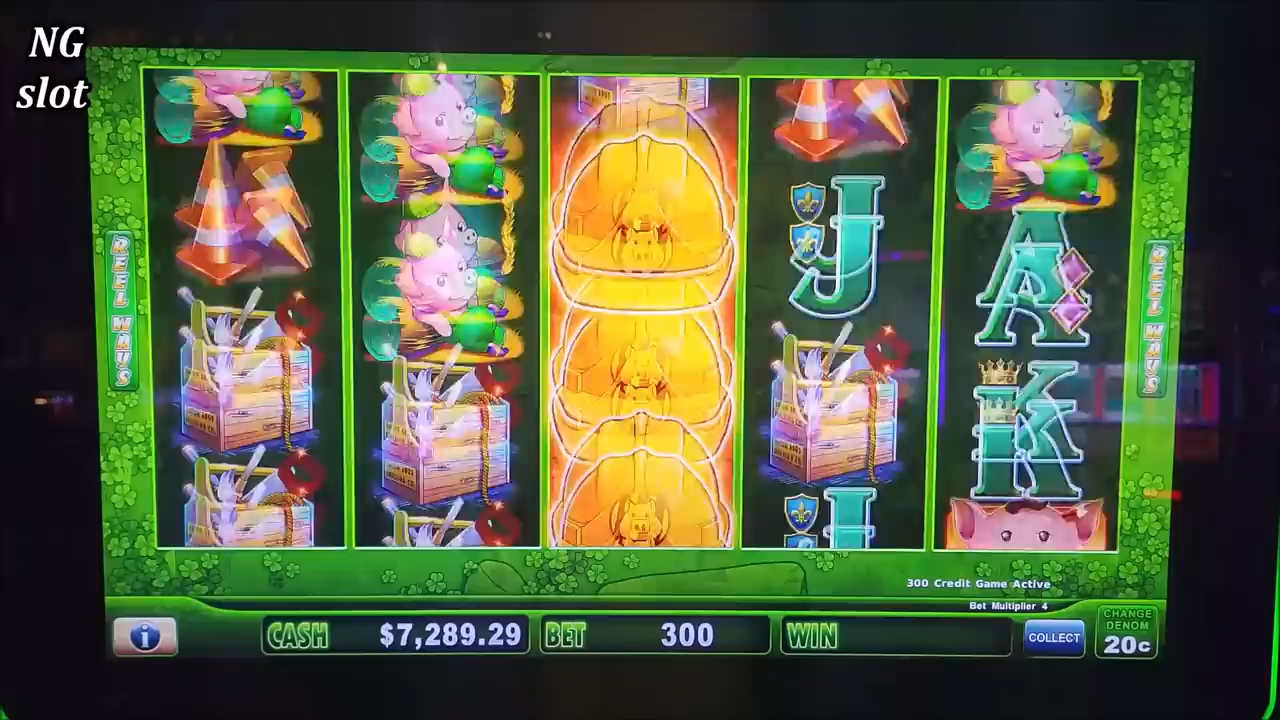 NG
slot
REEL WAYS
REEL WAYS
J
A
K
J
300 Credit Game Active
Bet Multiplier 4
CASH $7,289.29 BET 300 WIN
COLLECT
CHANGE
DENOM
20¢